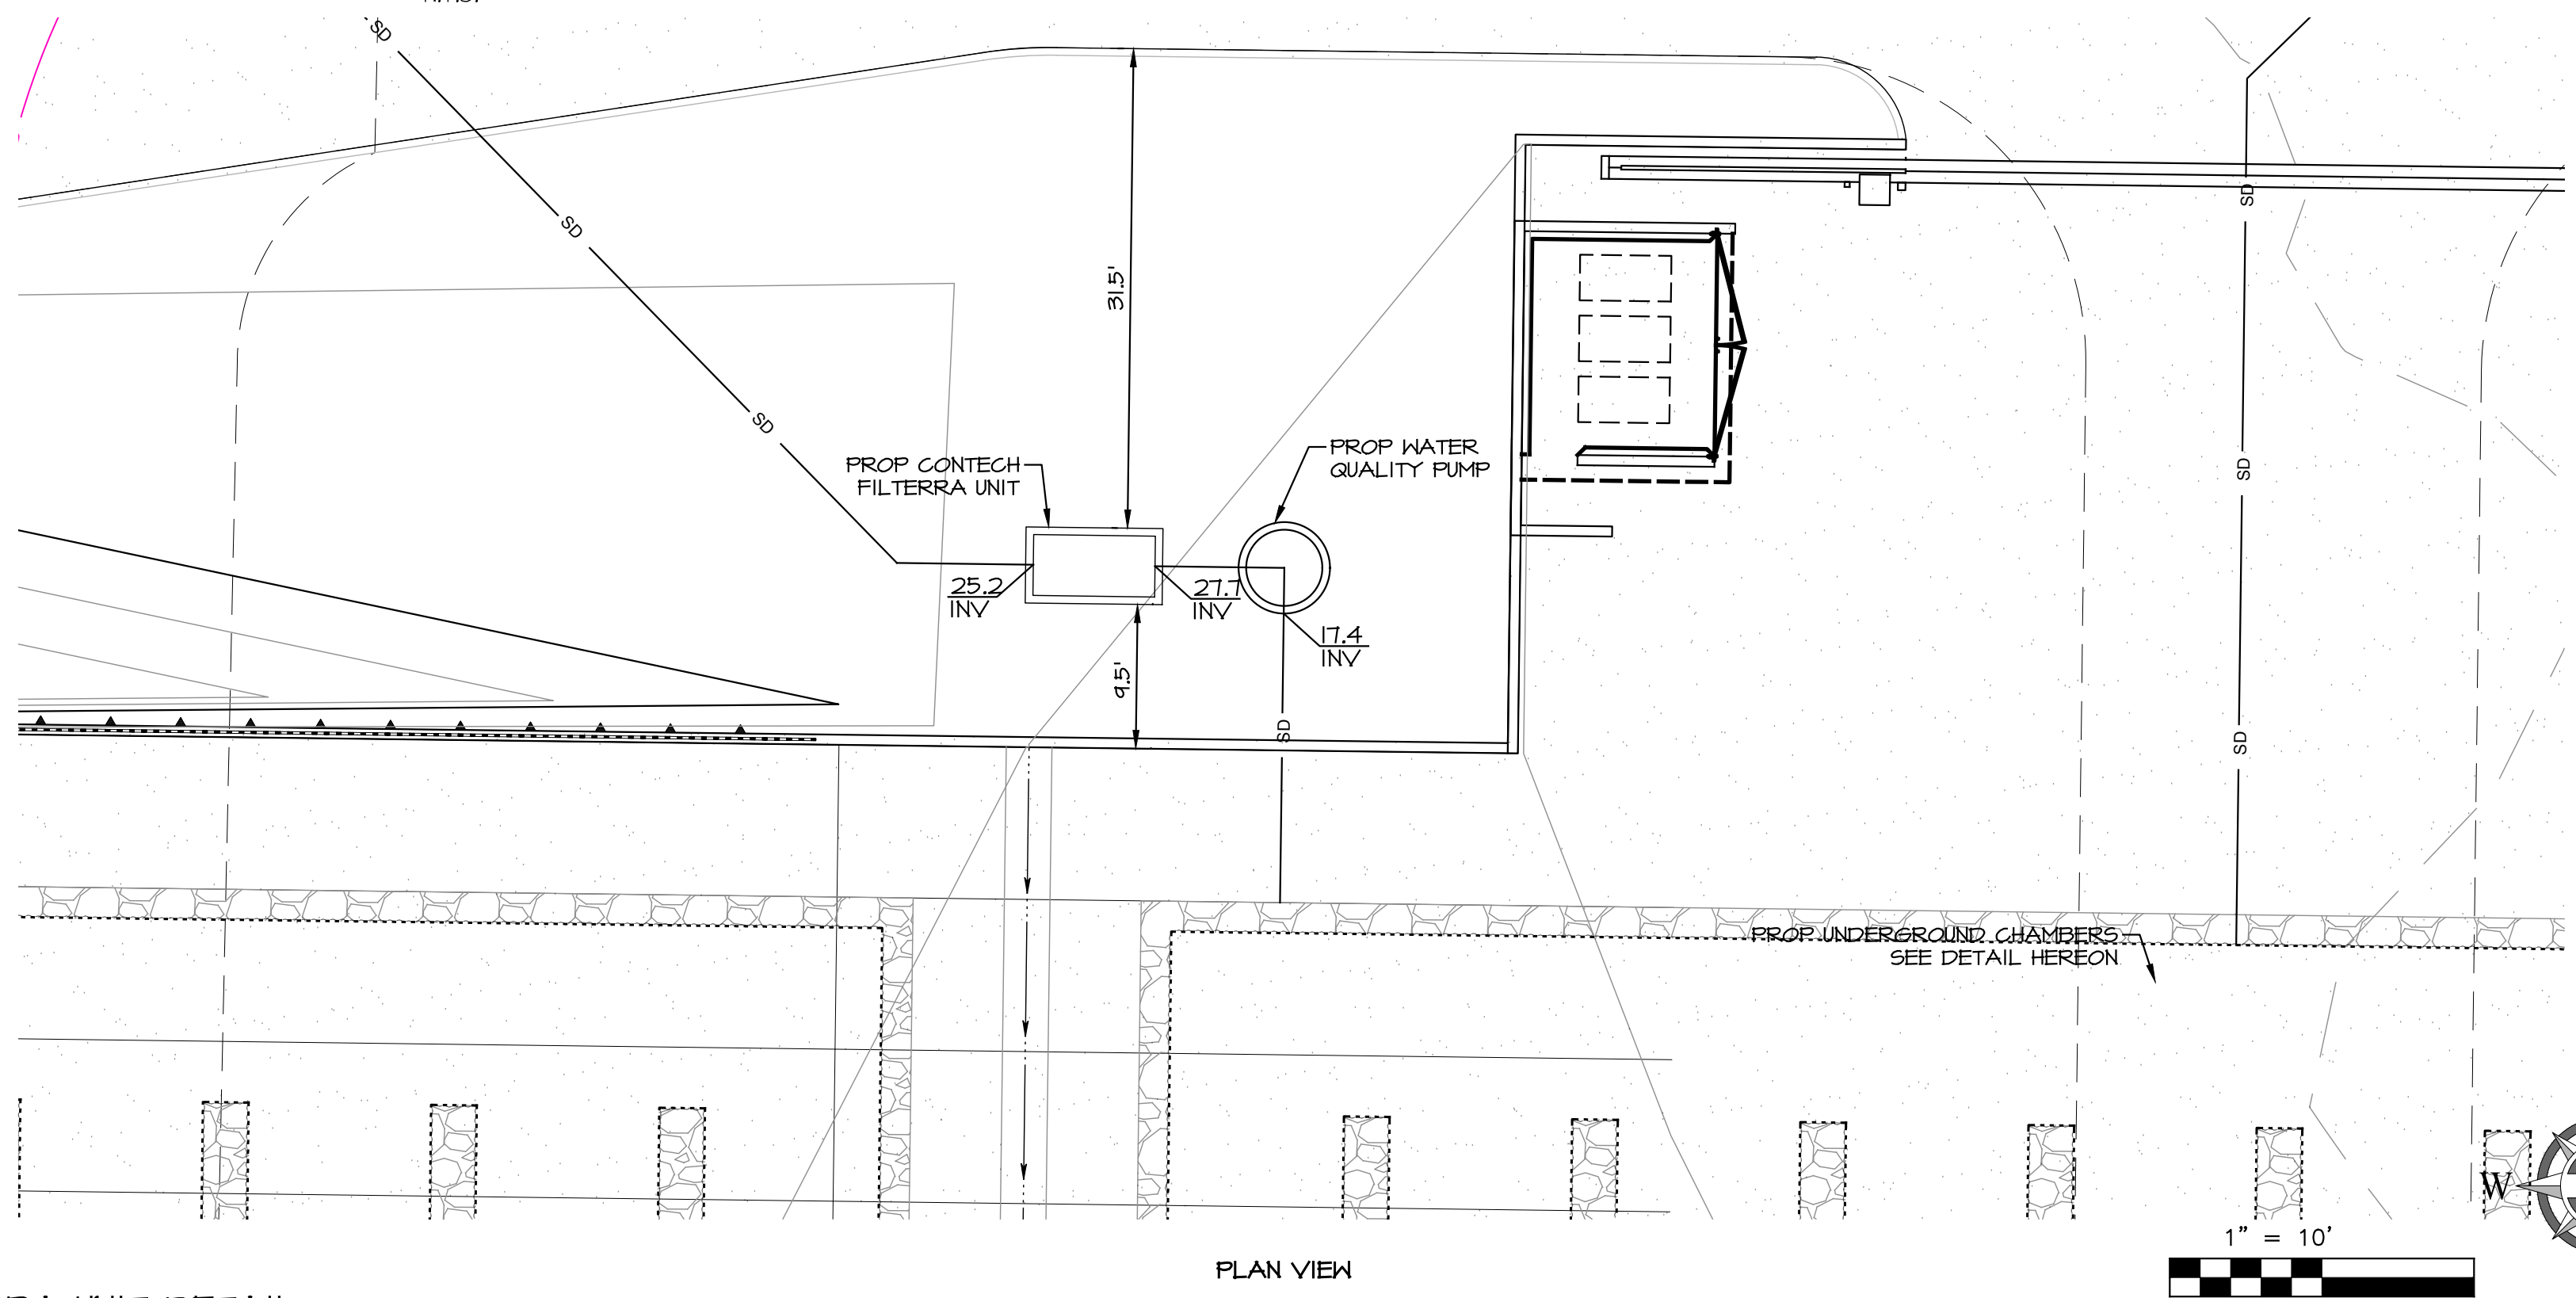 SD
SD
SD
31.5'
PROP CONTECH
FILTERRA UNIT
PROP WATER
QUALITY PUMP
25.2
INV
27.7
INV
17.4
INV
9.5'
SD
SD
SD
SD
PROP UNDERGROUND CHAMBERS
SEE DETAIL HEREON
W
1" = 10'
PLAN VIEW